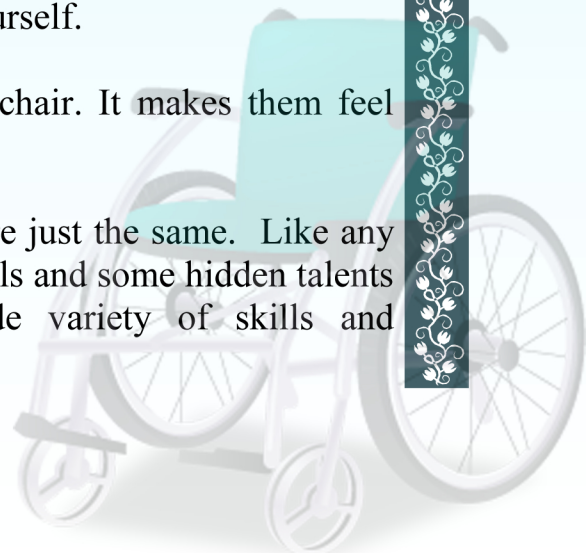 urself.
chair. It makes them feel
e just the same.  Like any
ls and some hidden talents
le variety of skills and